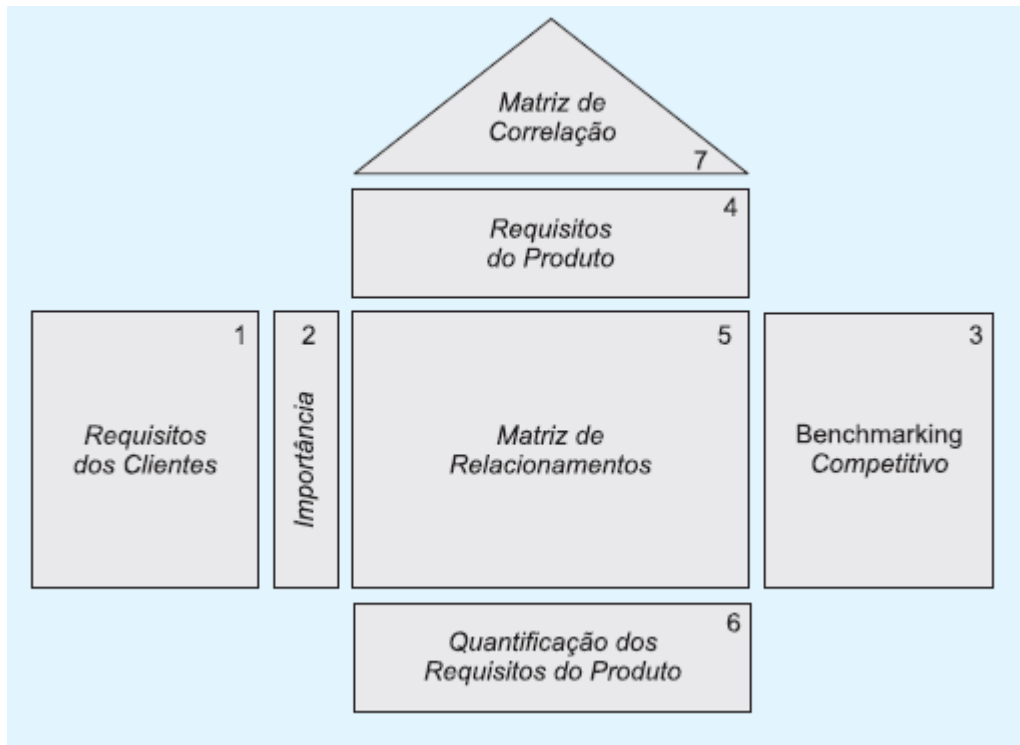 Matriz de
Correlação
7
4
Requisitos
do Produto
1
Requisitos
dos Clientes
2
Importância
5
Matriz de
Relacionamentos
3
Benchmarking
Competitivo
6
Quantificação dos
Requisitos do Produto